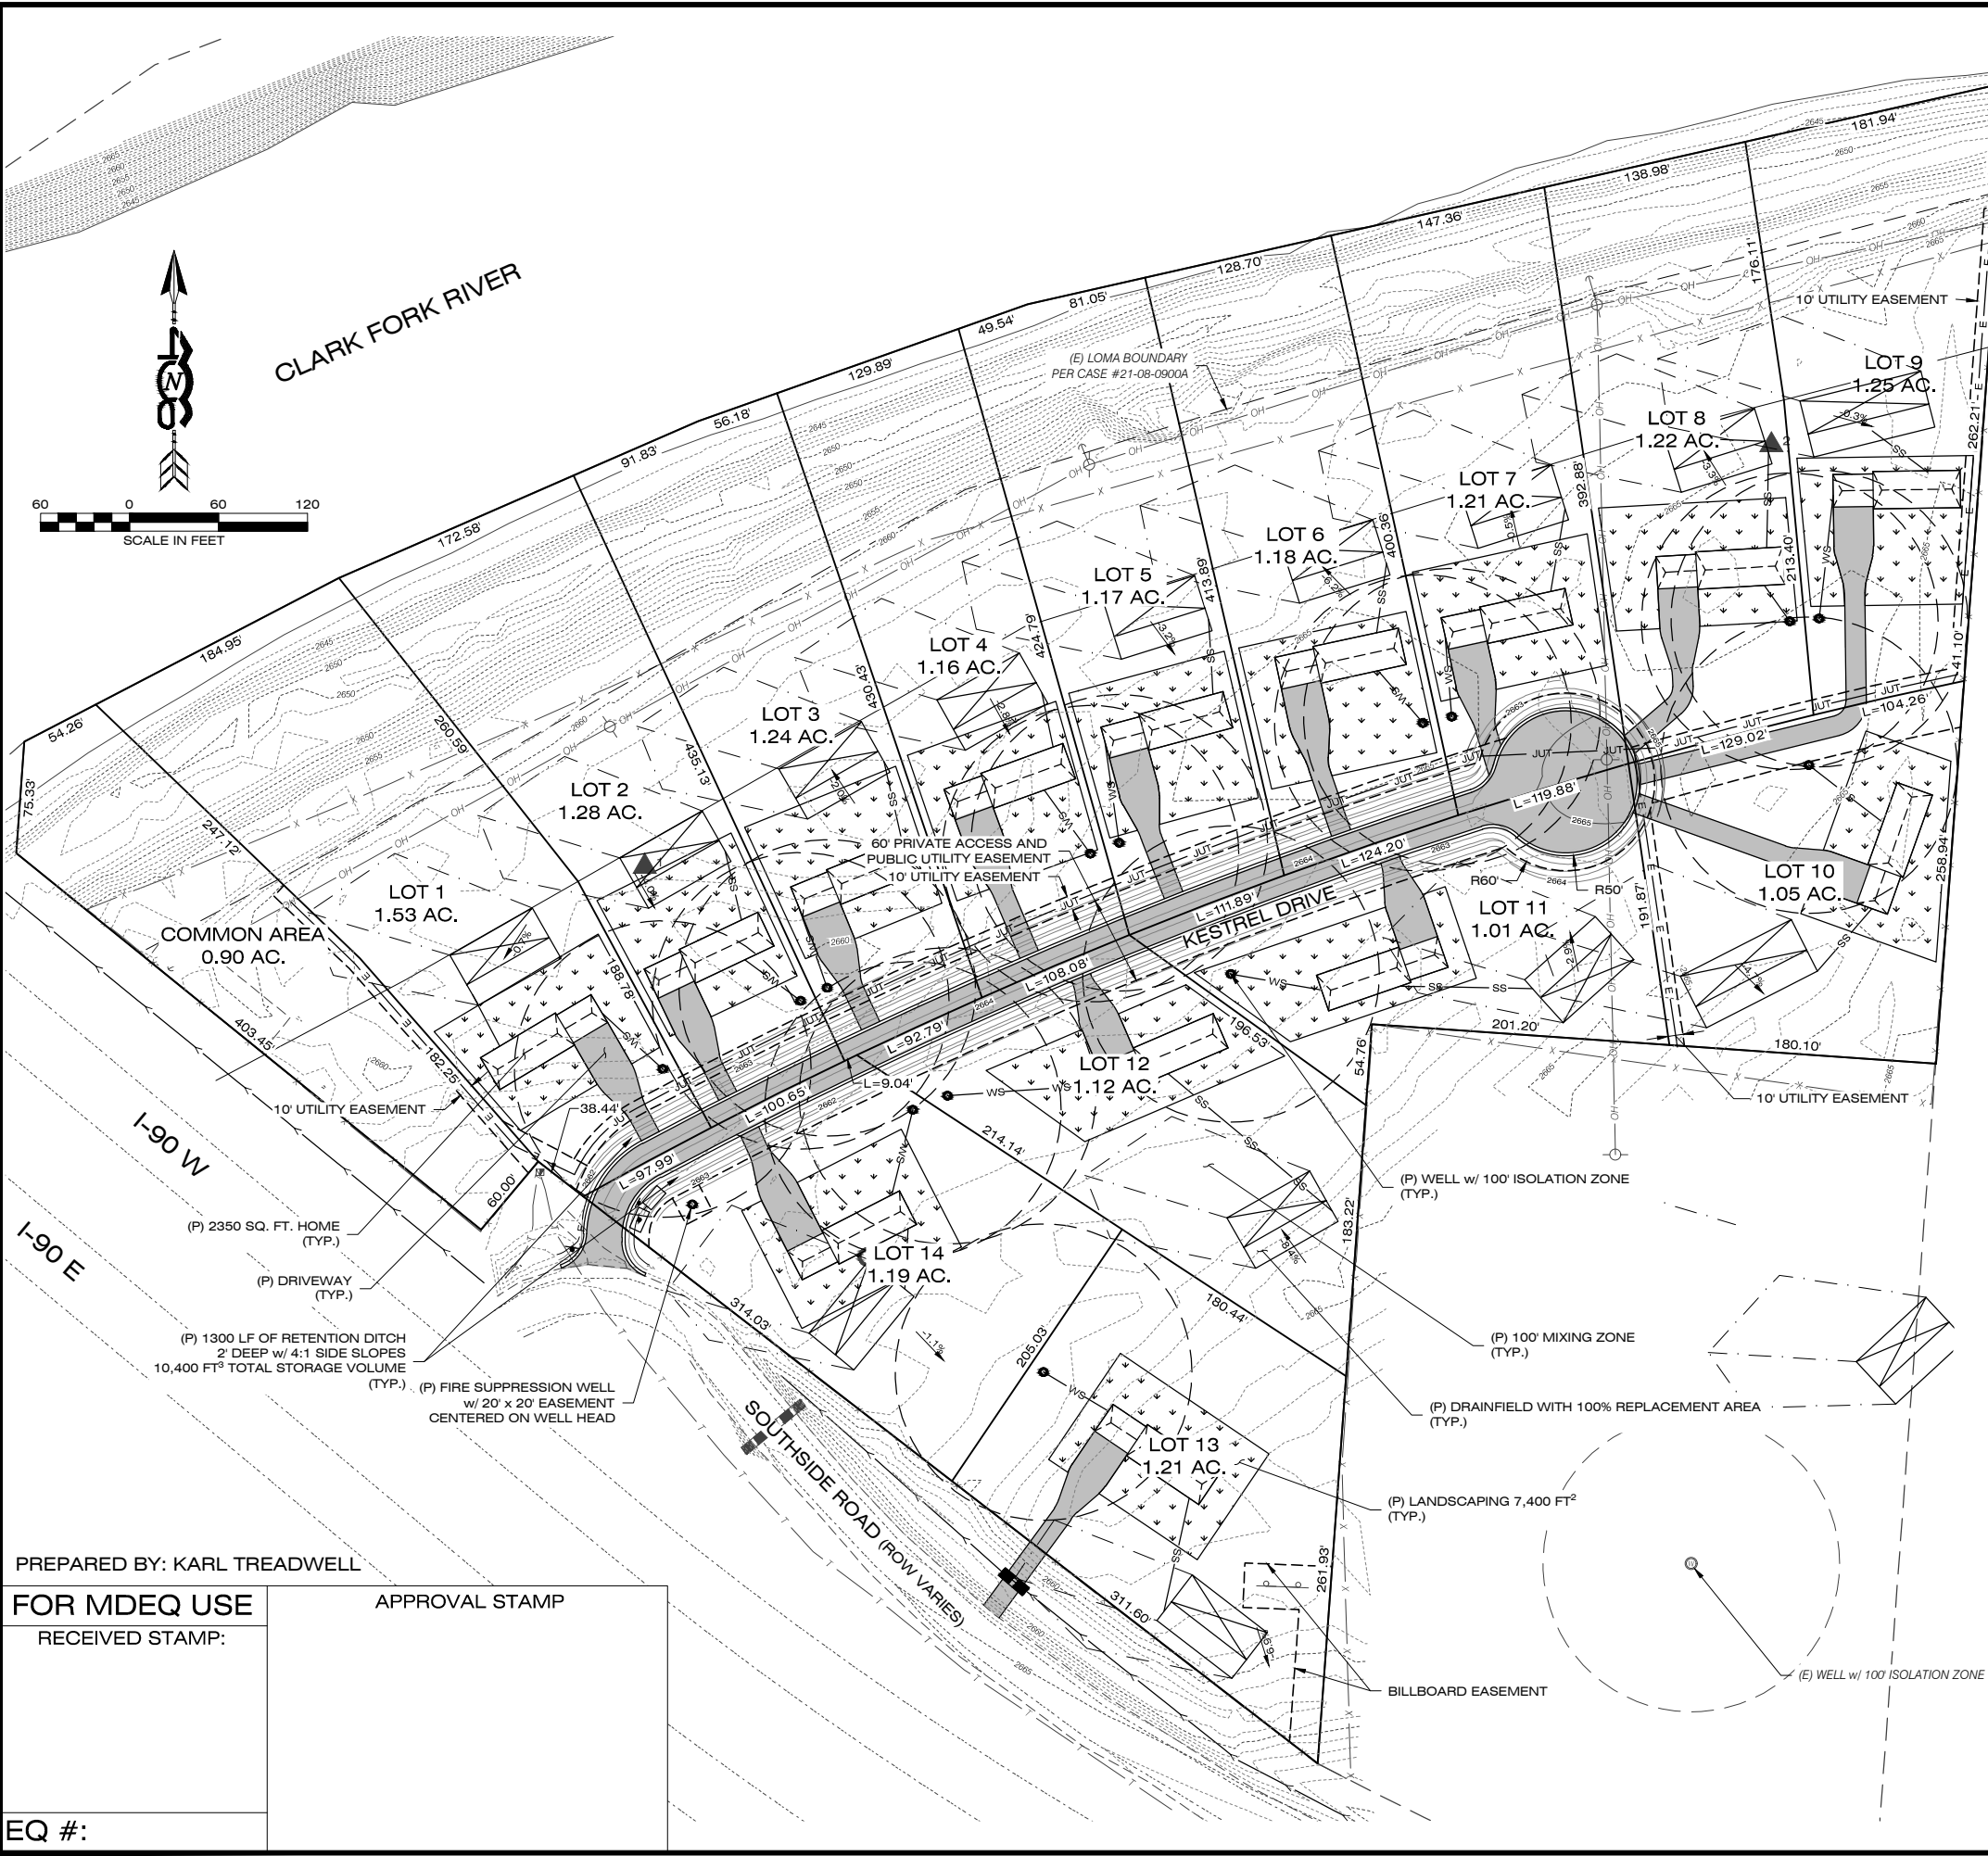 CLARK FORK RIVER
60 0 60 120
SCALE IN FEET
N
54.26'
184.95'
172.58'
91.83'
56.18'
129.89'
49.54'
81.05'
128.70'
147.36'
138.98'
181.94'
(E) LOMA BOUNDARY
PER CASE #21-08-0900A
10' UTILITY EASEMENT
75.33'
247.12'
260.59'
435.13'
430.43'
424.79'
413.89'
400.36'
392.88'
176.11'
213.40'
262.21'
41.10'
COMMON AREA
0.90 AC.
LOT 1
1.53 AC.
LOT 2
1.28 AC.
LOT 3
1.24 AC.
LOT 4
1.16 AC.
LOT 5
1.17 AC.
LOT 6
1.18 AC.
LOT 7
1.21 AC.
LOT 8
1.22 AC.
LOT 9
1.25 AC.
LOT 10
1.05 AC.
LOT 11
1.01 AC.
LOT 12
1.12 AC.
LOT 13
1.21 AC.
LOT 14
1.19 AC.
60' PRIVATE ACCESS AND
PUBLIC UTILITY EASEMENT
10' UTILITY EASEMENT
KESTREL DRIVE
L=97.99'
L=100.65'
L=9.04'
L=92.79'
L=108.08'
L=111.89'
L=124.20'
L=119.88'
L=129.02'
L=104.26'
R60'
R50'
403.45'
182.25'
188.78'
38.44'
60.00'
191.87'
258.94'
201.20'
180.10'
54.76'
196.53'
214.14'
183.22'
180.44'
205.03'
314.03'
311.60'
261.93'
10' UTILITY EASEMENT
10' UTILITY EASEMENT
I-90 W
I-90 E
(P) 2350 SQ. FT. HOME
(TYP.)
(P) DRIVEWAY
(TYP.)
(P) 1300 LF OF RETENTION DITCH
2' DEEP w/ 4:1 SIDE SLOPES
10,400 FT³ TOTAL STORAGE VOLUME
(TYP.)
(P) FIRE SUPPRESSION WELL
w/ 20' x 20' EASEMENT
CENTERED ON WELL HEAD
SOUTHSIDE ROAD (ROW VARIES)
(P) WELL w/ 100' ISOLATION ZONE
(TYP.)
(P) 100' MIXING ZONE
(TYP.)
(P) DRAINFIELD WITH 100% REPLACEMENT AREA
(TYP.)
(P) LANDSCAPING 7,400 FT²
(TYP.)
BILLBOARD EASEMENT
(E) WELL w/ 100' ISOLATION ZONE
PREPARED BY: KARL TREADWELL
FOR MDEQ USE
RECEIVED STAMP:
APPROVAL STAMP
EQ #: